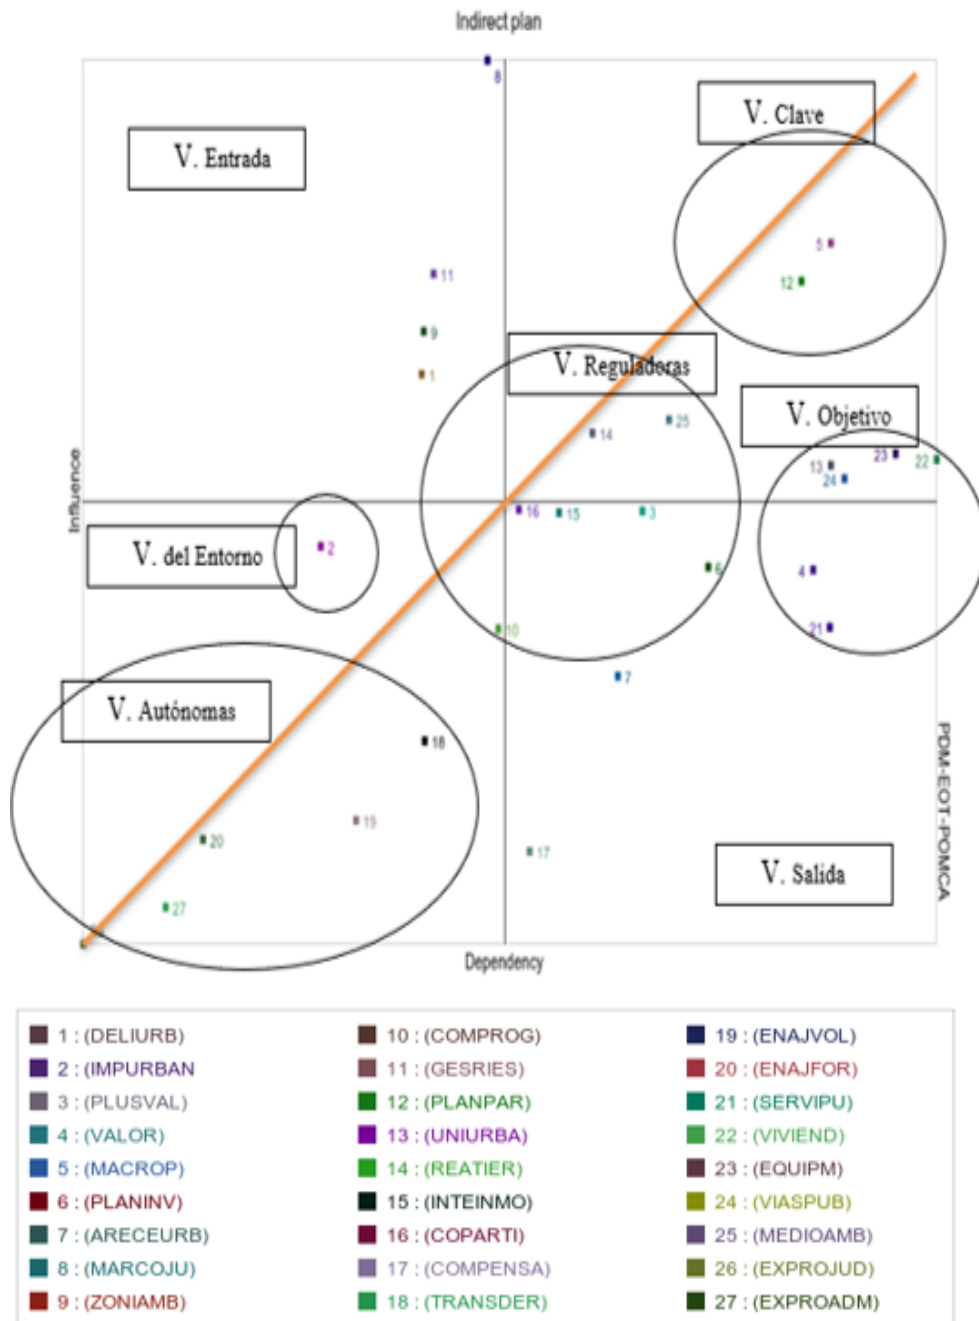 Indirect plan
8
V. Clave
V. Entrada
5
11
12
9
V. Reguladoras
1
V. Objetivo
25
14
23
22
13
24
Influence
16
15
3
V. del Entorno
2
6
4
10
21
7
V. Autónomas
18
PDM-EOT-POMCA
19
20
17
V. Salida
27
Dependency
1 : (DELIURB)
2 : (IMPURBAN
3 : (PLUSVAL)
4 : (VALOR)
5 : (MACROP)
6 : (PLANINV)
7 : (ARECEURB)
8 : (MARCOJU)
9 : (ZONIAMB)
10 : (COMPROG)
11 : (GESRIES)
12 : (PLANPAR)
13 : (UNIURBA)
14 : (REATIER)
15 : (INTEINMO)
16 : (COPARTI)
17 : (COMPENSA)
18 : (TRANSDER)
19 : (ENAJVOL)
20 : (ENAJFOR)
21 : (SERVIPU)
22 : (VIVIEND)
23 : (EQUIPM)
24 : (VIASPUB)
25 : (MEDIOAMB)
26 : (EXPROJUD)
27 : (EXPROADM)